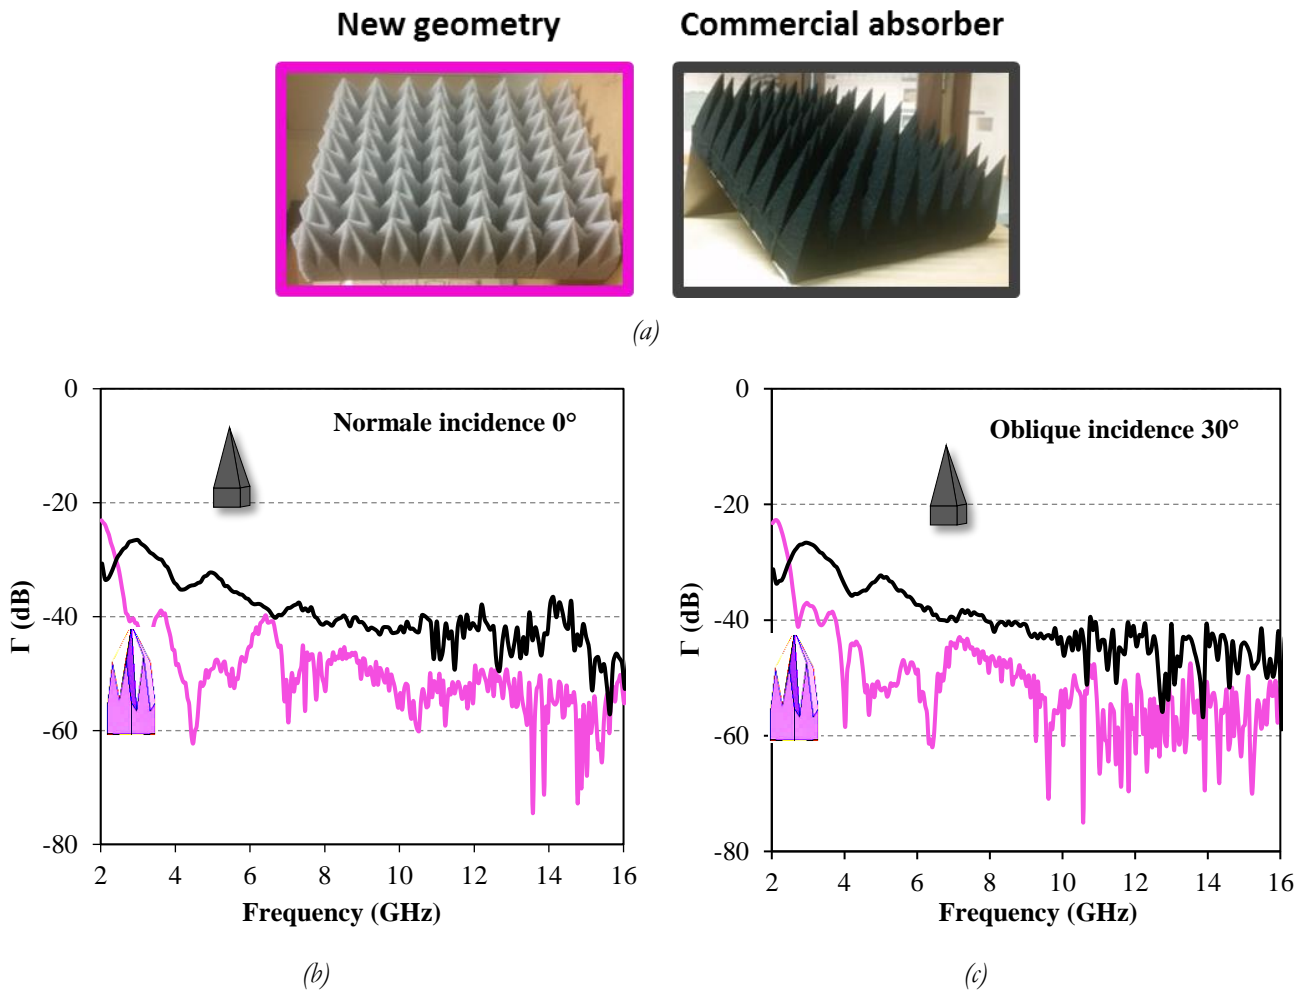 New geometry
Commercial absorber
(a)
0
-20
-40
-60
-80
Γ (dB)
Normale incidence 0°
2 4 6 8 10 12 14 16
Frequency (GHz)
(b)
0
-20
-40
-60
-80
Γ (dB)
Oblique incidence 30°
2 4 6 8 10 12 14 16
Frequency (GHz)
(c)